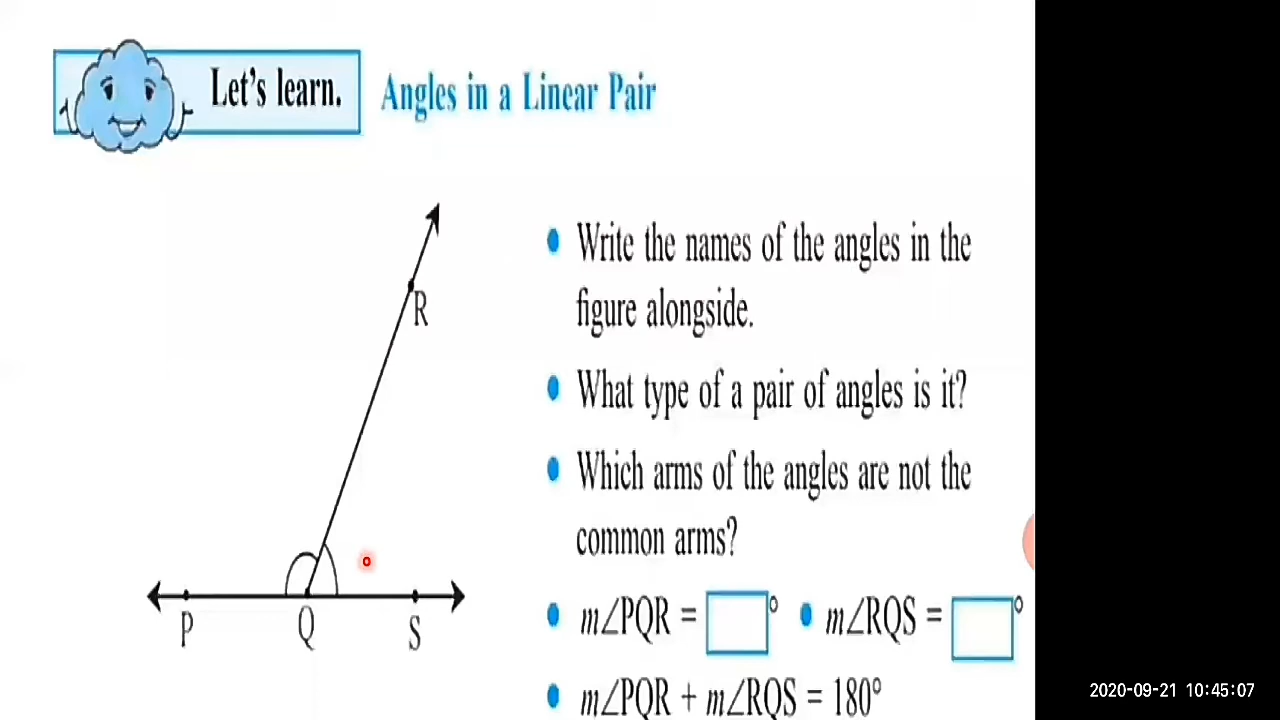 Let's learn. Angles in a Linear Pair
R
P
Q
S
• Write the names of the angles in the
figure alongside.
• What type of a pair of angles is it?
• Which arms of the angles are not the
common arms?
• m∠PQR = ° • m∠RQS = °
• m∠PQR + m∠RQS = 180°
2020-09-21 10:45:07